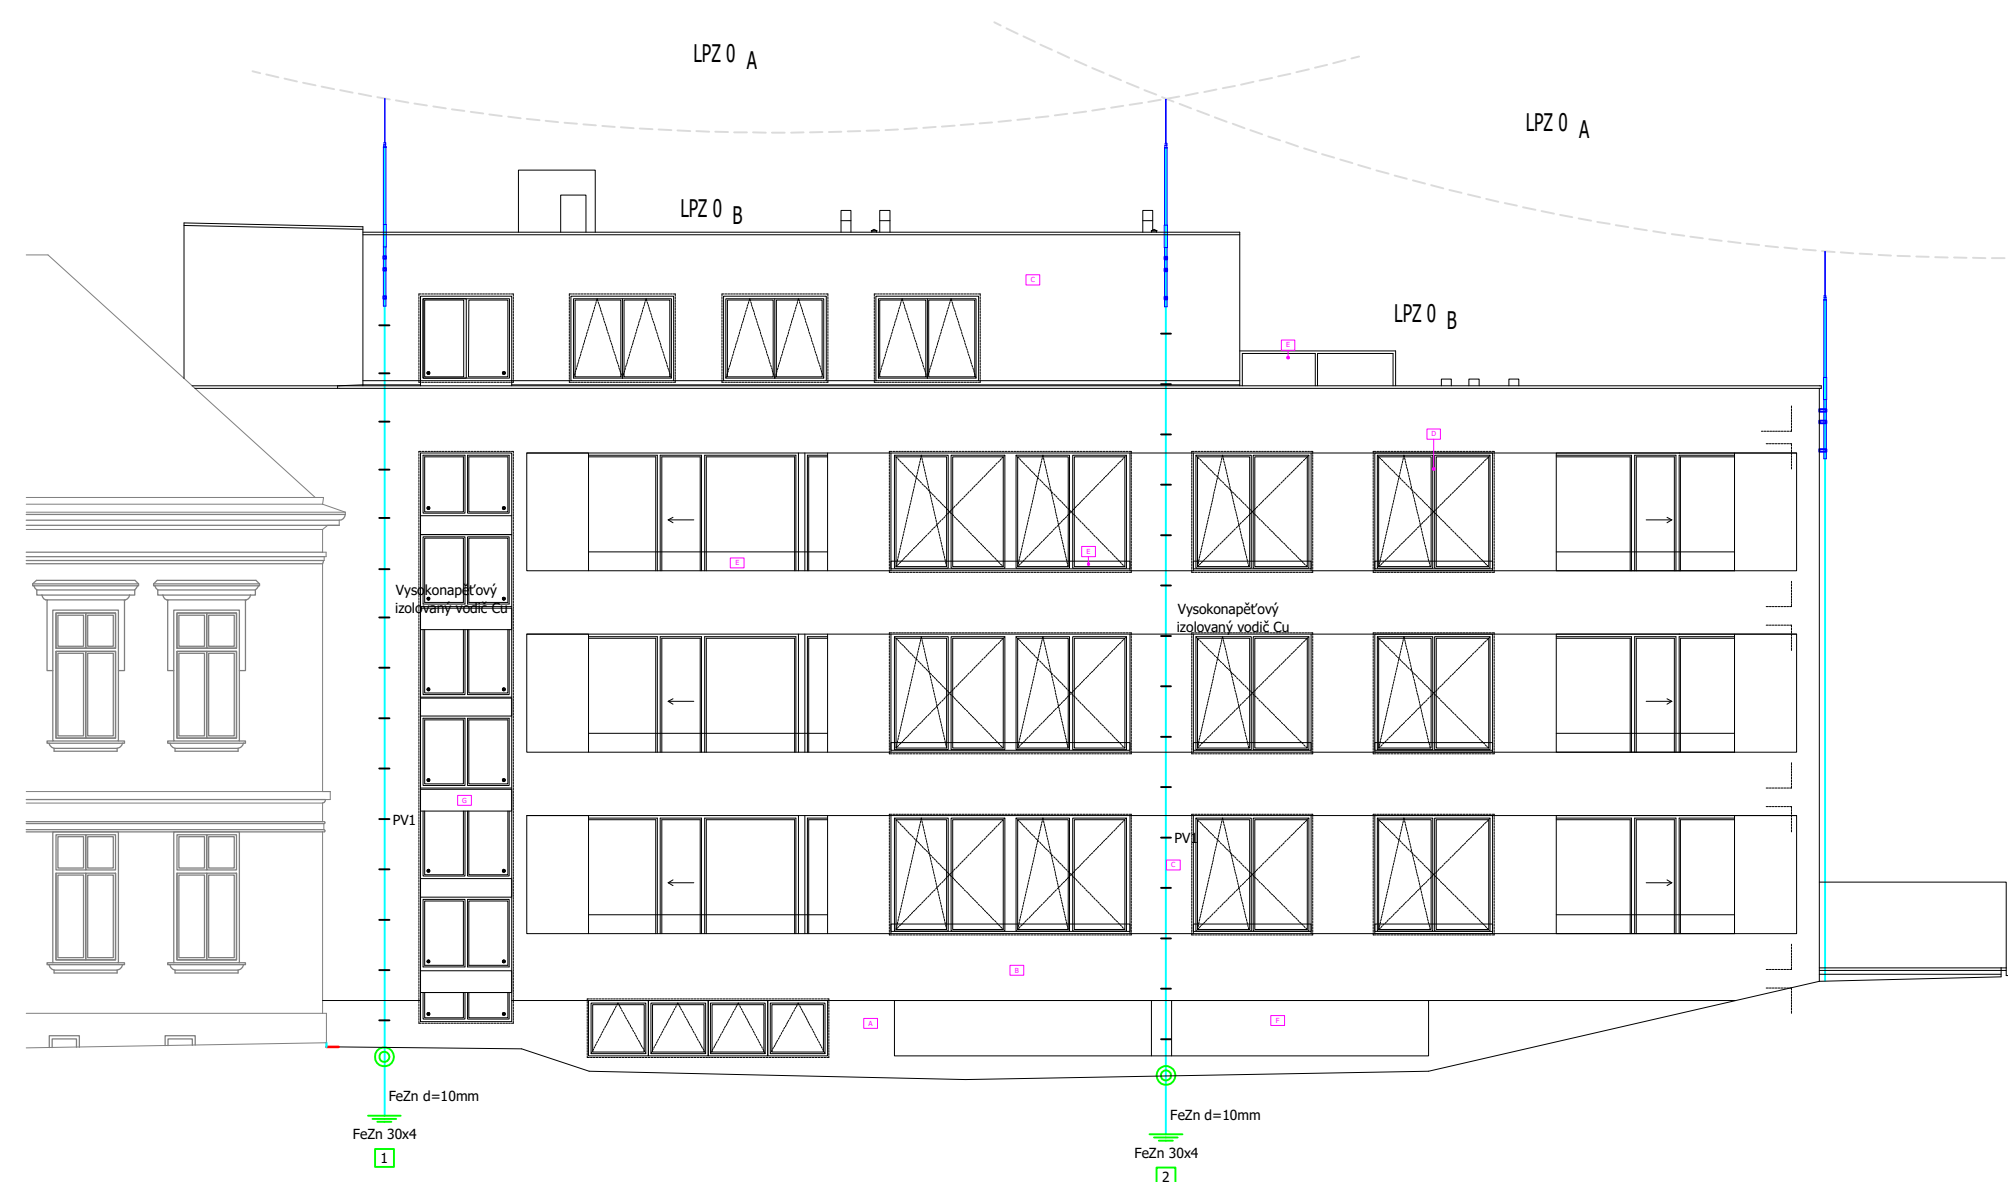 LPZ 0 A
LPZ 0 A
LPZ 0 B
C
LPZ 0 B
E
D
E
E
Vysokonapěťový
izolovaný vodič Cu
Vysokonapěťový
izolovaný vodič Cu
G
PV1
PV1
C
B
A
F
FeZn d=10mm
FeZn 30x4
1
FeZn d=10mm
FeZn 30x4
2